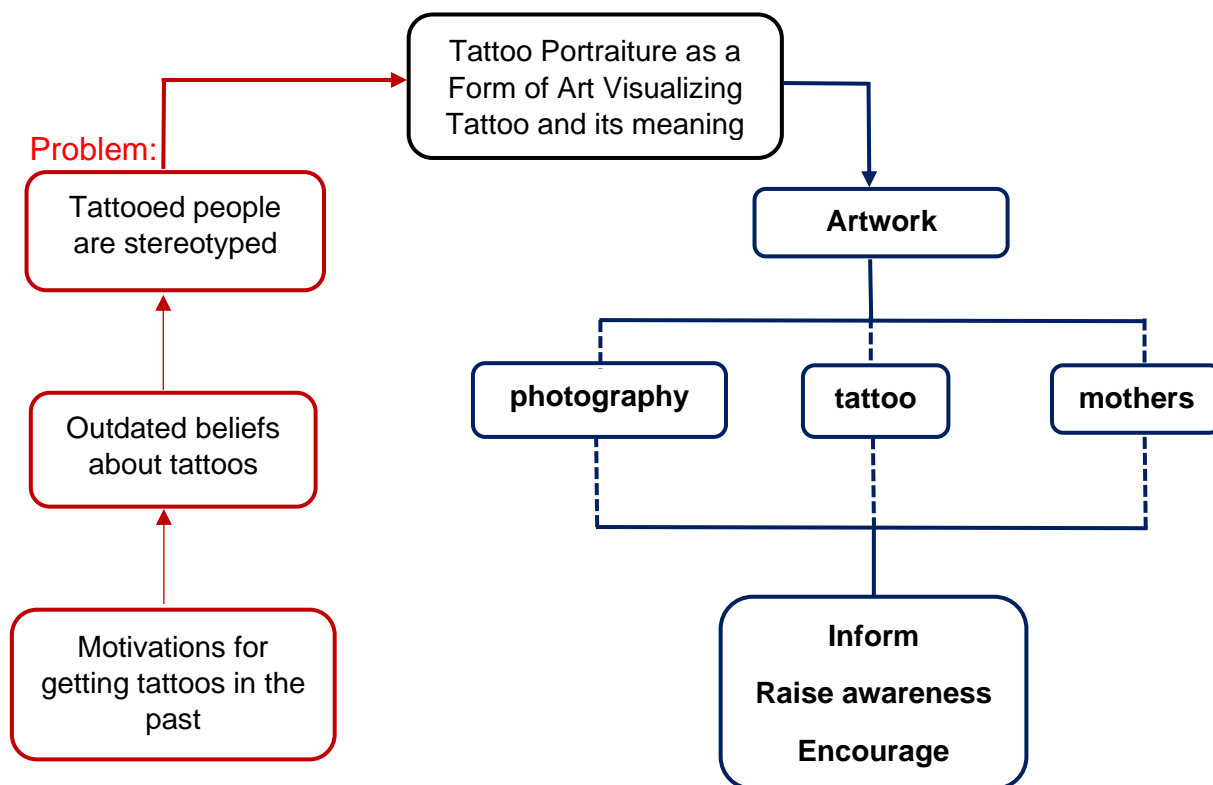 Tattoo Portraiture as a
Form of Art Visualizing
Tattoo and its meaning
Problem:
Tattooed people
are stereotyped
Outdated beliefs
about tattoos
Motivations for
getting tattoos in the
past
Artwork
photography
tattoo
mothers
Inform
Raise awareness
Encourage